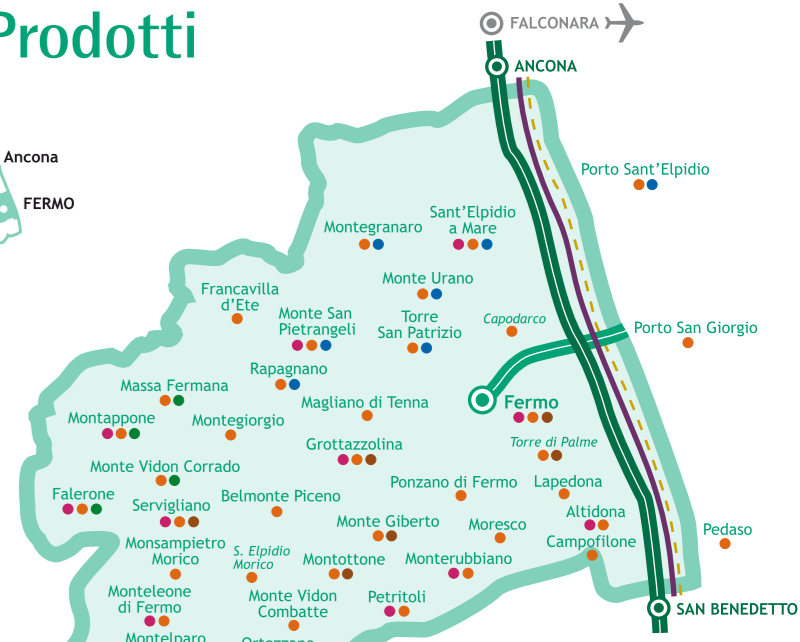 Prodotti
FALCONARA
ANCONA
Ancona
FERMO
Porto Sant'Elpidio
Sant'Elpidio
a Mare
Montegranaro
Monte Urano
Francavilla
d'Ete
Monte San
Pietrangeli
Torre
San Patrizio
Capodarco
Porto San Giorgio
Rapagnano
Massa Fermana
Magliano di Tenna
Fermo
Montappone
Montegiorgio
Grottazzolina
Torre di Palme
Monte Vidon Corrado
Ponzano di Fermo
Lapedona
Falerone
Servigliano
Belmonte Piceno
Altidona
Monte Giberto
Moresco
Pedaso
Campofilone
Monsampietro
Morico
S. Elpidio
Morico
Montottone
Monterubbiano
Monteleone
di Fermo
Monte Vidon
Combatte
Petritoli
SAN BENEDETTO
Montelparo
Ortezzano